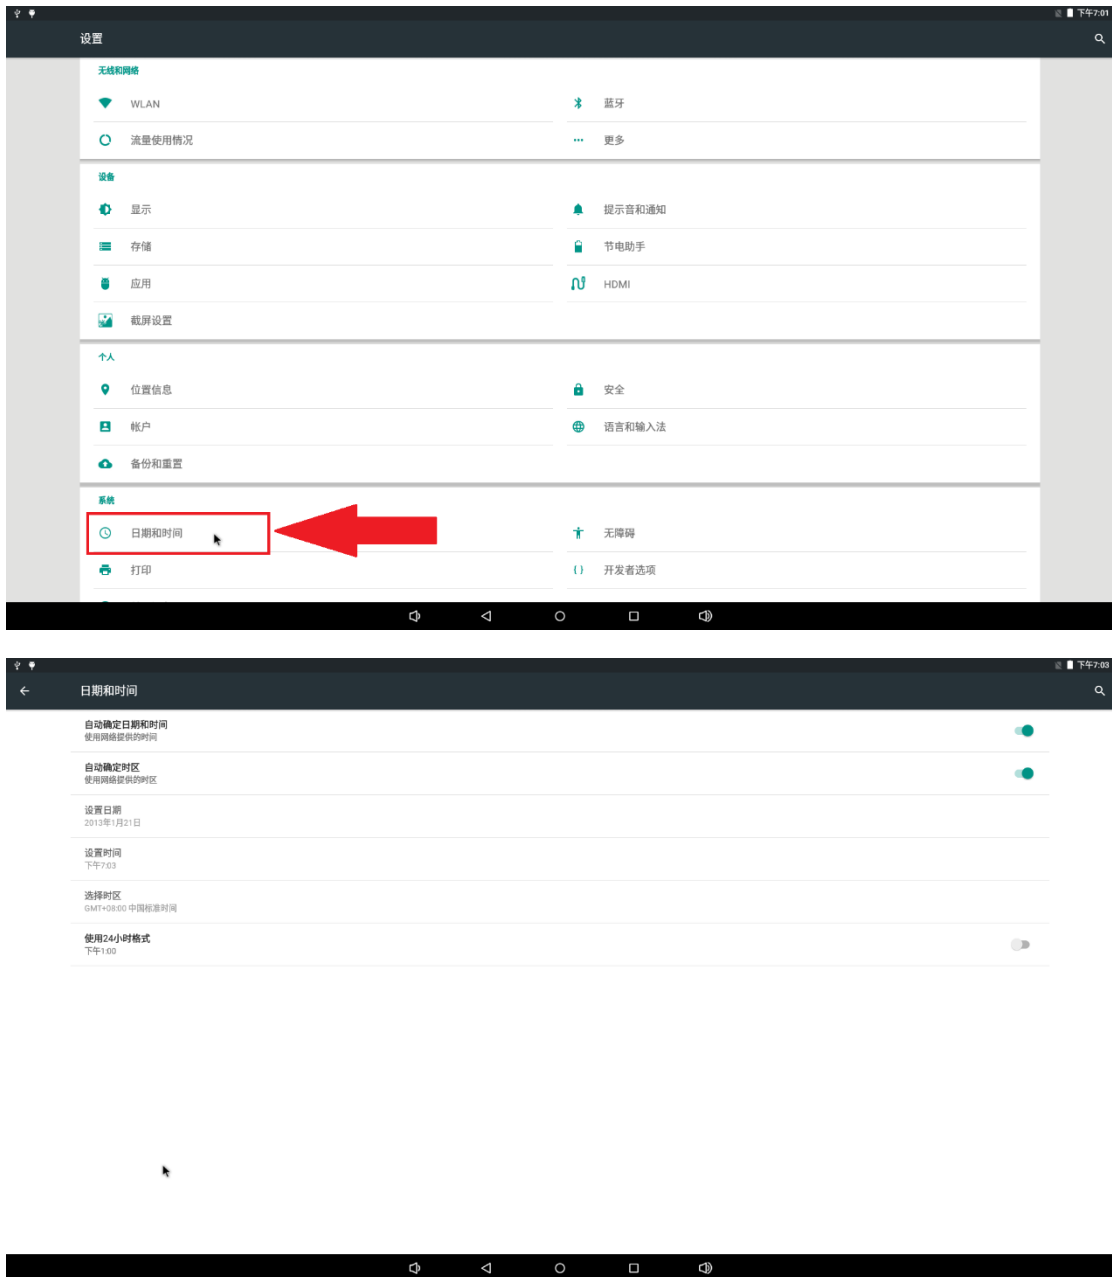 下午7:01
设置
无线和网络
WLAN
蓝牙
流量使用情况
更多
设备
显示
提示音和通知
存储
节电助手
应用
HDMI
截屏设置
个人
位置信息
安全
帐户
语言和输入法
备份和重置
系统
日期和时间
无障碍
打印
开发者选项
下午7:03
日期和时间
自动确定日期和时间
使用网络提供的时间
自动确定时区
使用网络提供的时区
设置日期
2013年1月21日
设置时间
下午7:03
选择时区
GMT+08:00 中国标准时间
使用24小时格式
下午1:00